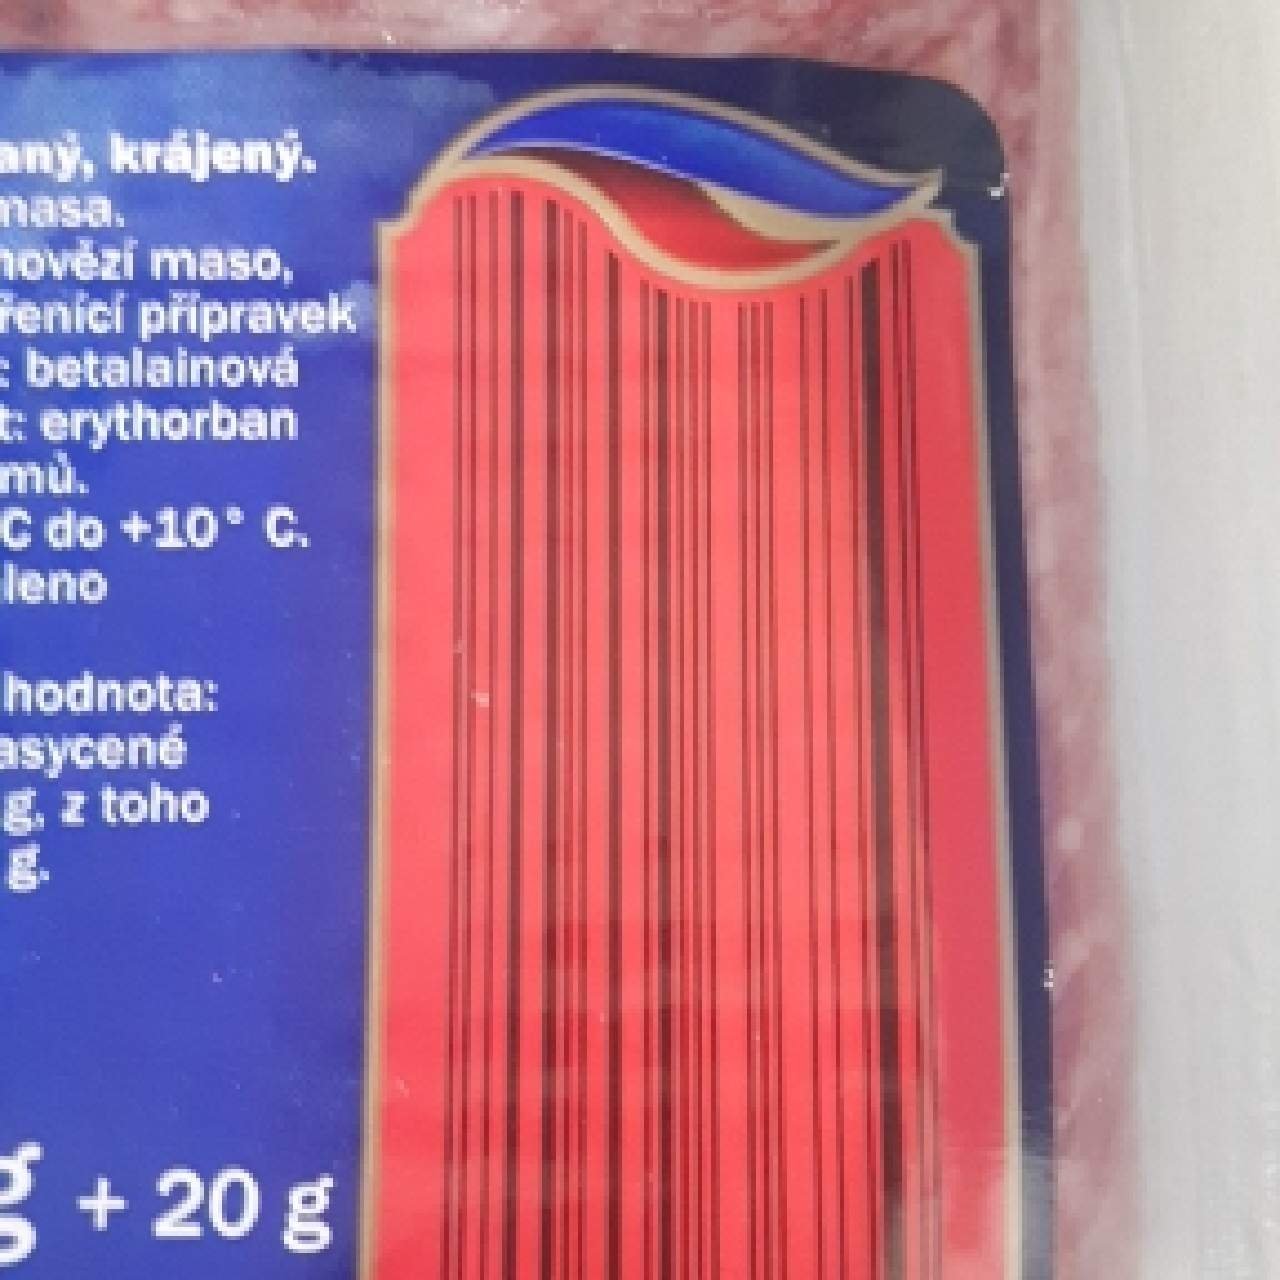 aný, krájený.
masa.
hovězí maso,
řenící přípravek
: betalainová
t: erythorban
mů.
C do +10° C.
leno
hodnota:
asycené
g, z toho
g.
g + 20 g